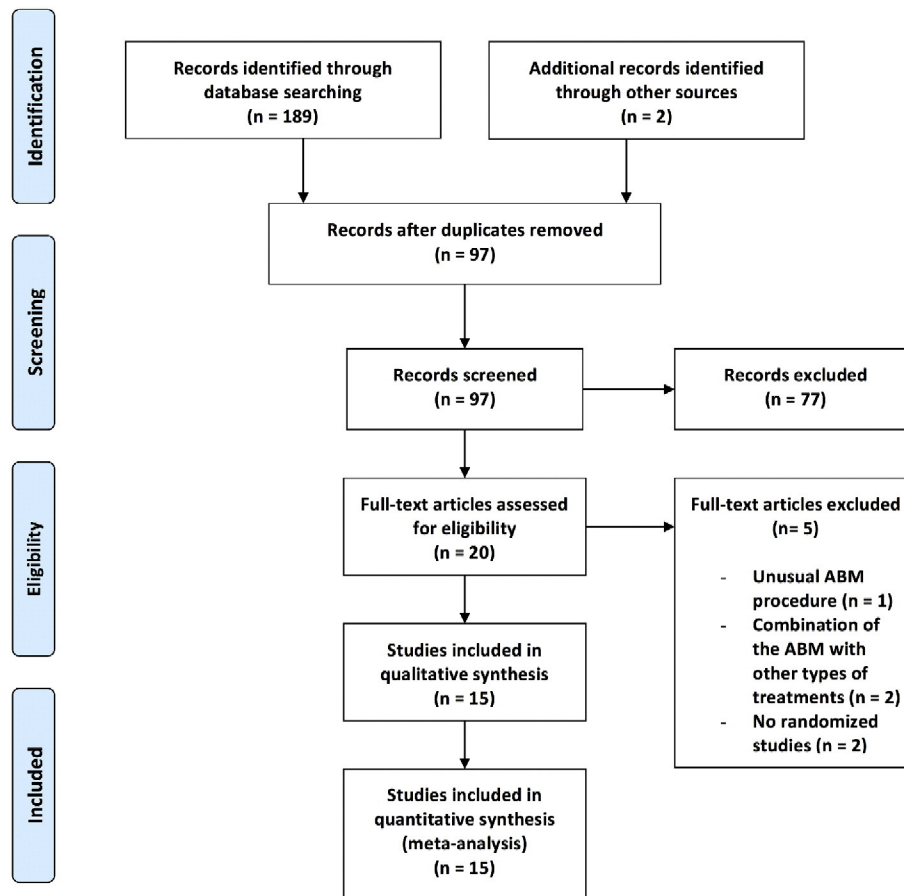 Identification
Records identified through
database searching
(n = 189)
Additional records identified
through other sources
(n = 2)
Records after duplicates removed
(n = 97)
Screening
Records screened
(n = 97)
Records excluded
(n = 77)
Eligibility
Full-text articles assessed
for eligibility
(n = 20)
Full-text articles excluded
(n= 5)
- Unusual ABM
procedure (n = 1)
- Combination of
the ABM with
other types of
treatments (n = 2)
- No randomized
studies (n = 2)
Studies included in
qualitative synthesis
(n = 15)
Included
Studies included in
quantitative synthesis
(meta-analysis)
(n = 15)